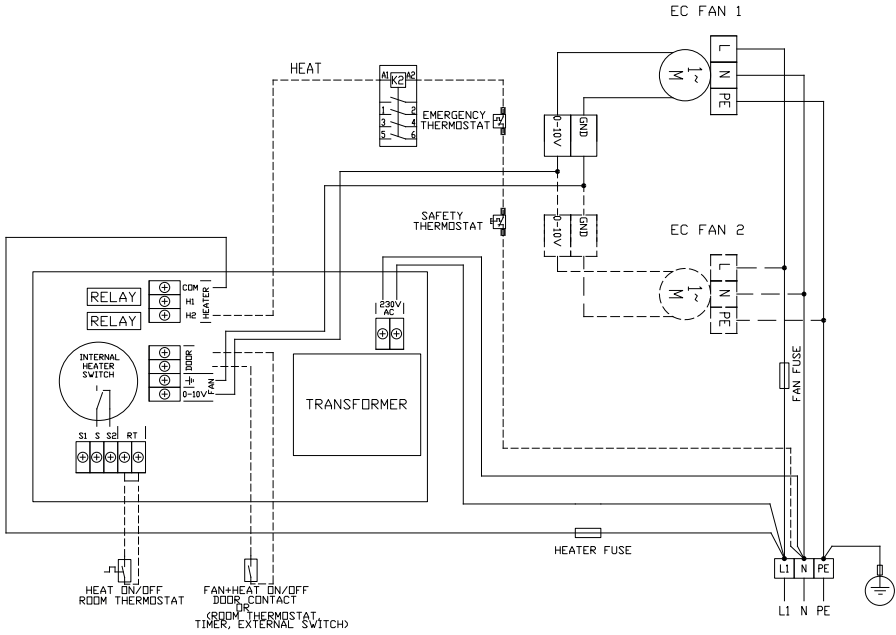 EC FAN 1
HEAT
A1 K2 A2
1 2
3 4
5 6
EMERGENCY
THERMOSTAT
L
N
PE
1~
M
0-10V
GND
SAFETY
THERMOSTAT
0-10V
GND
EC FAN 2
L
N
PE
1~
M
RELAY
RELAY
COM
H1
H2
HEATER
230V
AC
INTERNAL
HEATER
SWITCH
DOOR
FAN
0-10V
TRANSFORMER
S1 S S2 RT
FAN FUSE
HEATER FUSE
L1 N PE
L1 N PE
HEAT ON/OFF
ROOM THERMOSTAT
FAN+HEAT ON/OFF
DOOR CONTACT
OR
(ROOM THERMOSTAT,
TIMER, EXTERNAL SWITCH)